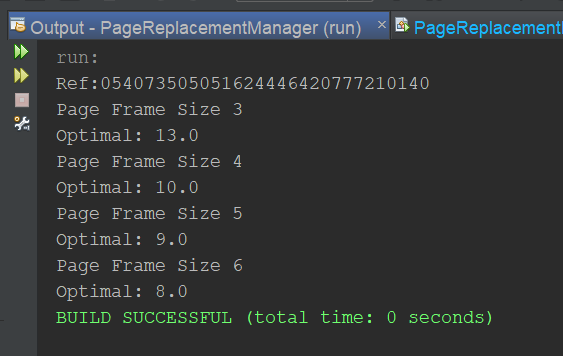 Output - PageReplacementManager (run) ×
PageReplacement
run:
Ref:054073505051624446420777210140
Page Frame Size 3
Optimal: 13.0
Page Frame Size 4
Optimal: 10.0
Page Frame Size 5
Optimal: 9.0
Page Frame Size 6
Optimal: 8.0
BUILD SUCCESSFUL (total time: 0 seconds)